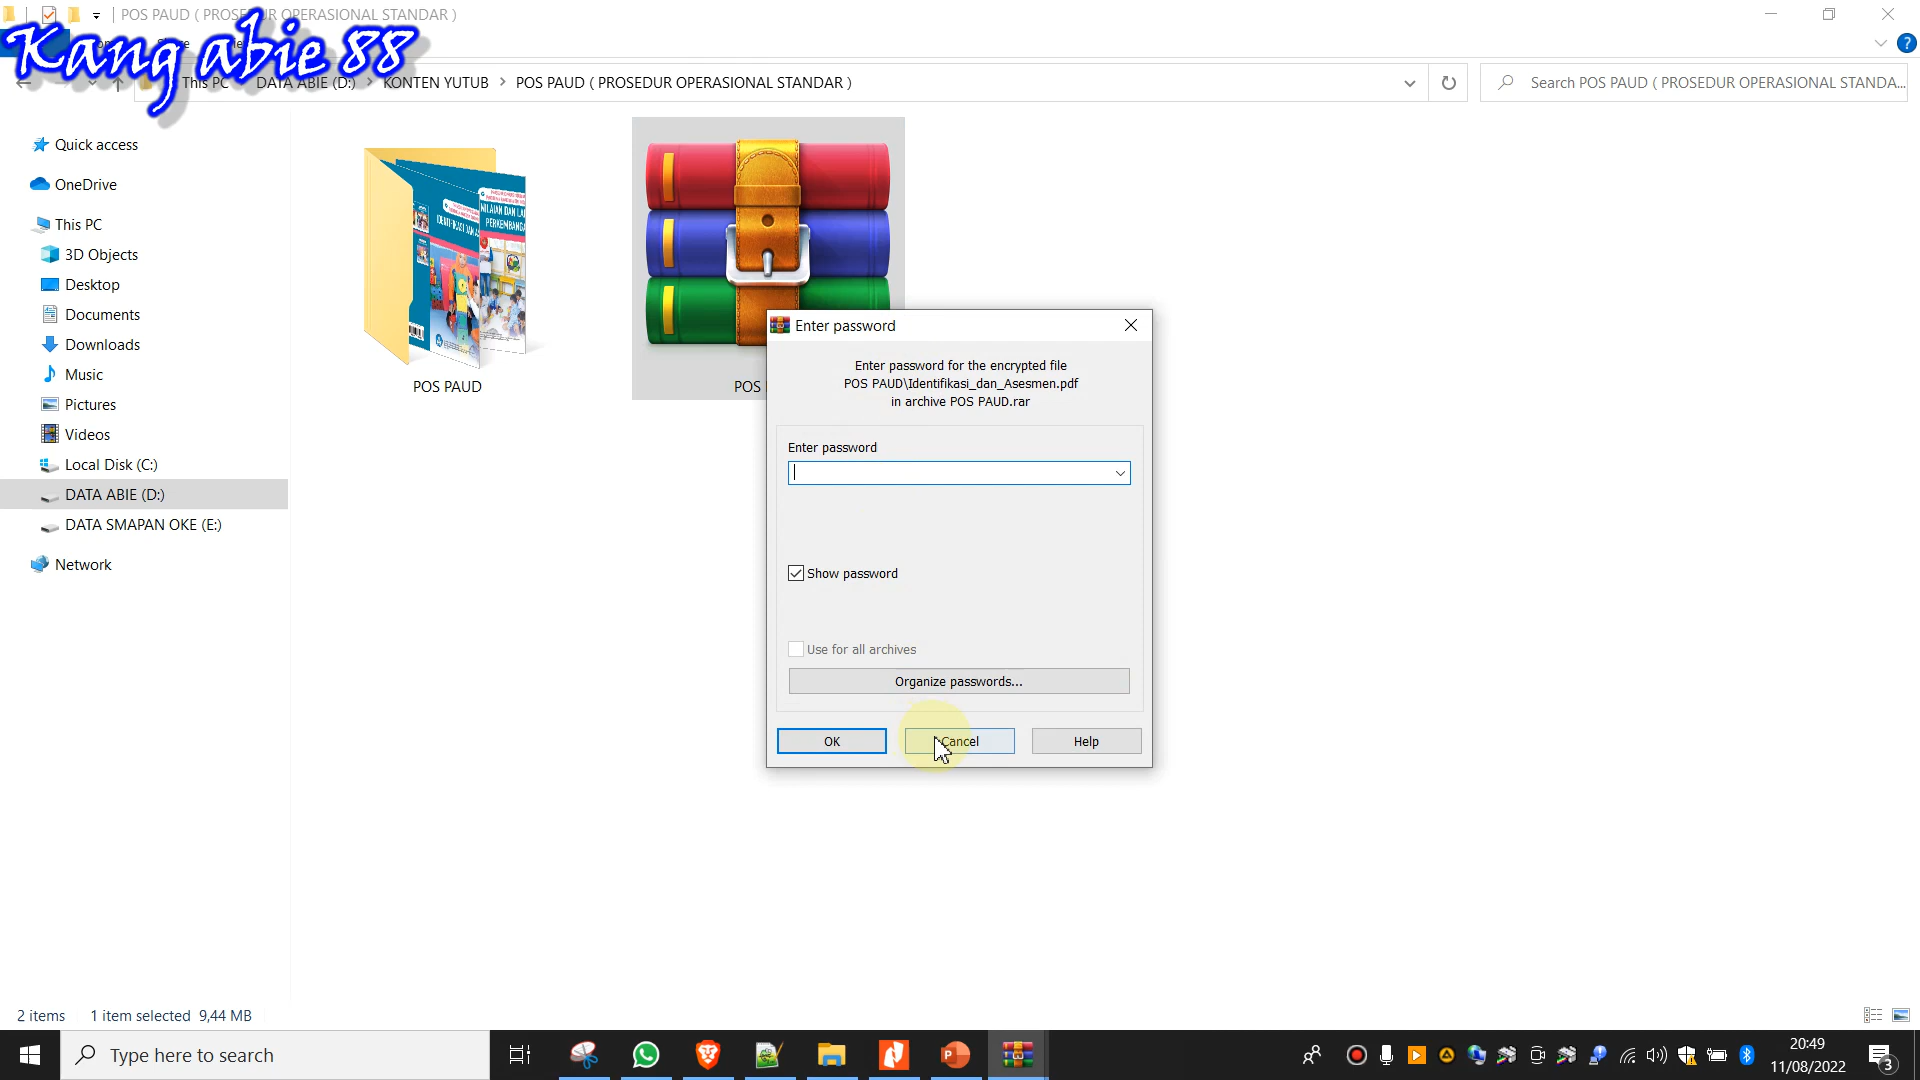 POS PAUD ( PROSEDUR OPERASIONAL STANDAR )
Kang abie 88
This PC DATA ABIE (D:) KONTEN YUTUB POS PAUD ( PROSEDUR OPERASIONAL STANDAR )
Search POS PAUD ( PROSEDUR OPERASIONAL STANDA...
Quick access
OneDrive
This PC
3D Objects
Desktop
Documents
Downloads
Music
Pictures
Videos
Local Disk (C:)
DATA ABIE (D:)
DATA SMAPAN OKE (E:)
Network
POS PAUD
POS
Enter password
Enter password for the encrypted file
POS PAUD\Identifikasi_dan_Asesmen.pdf
in archive POS PAUD.rar
Enter password
Show password
Use for all archives
Organize passwords...
OK
Cancel
Help
2 items 1 item selected 9,44 MB
Type here to search
20:49
11/08/2022
3